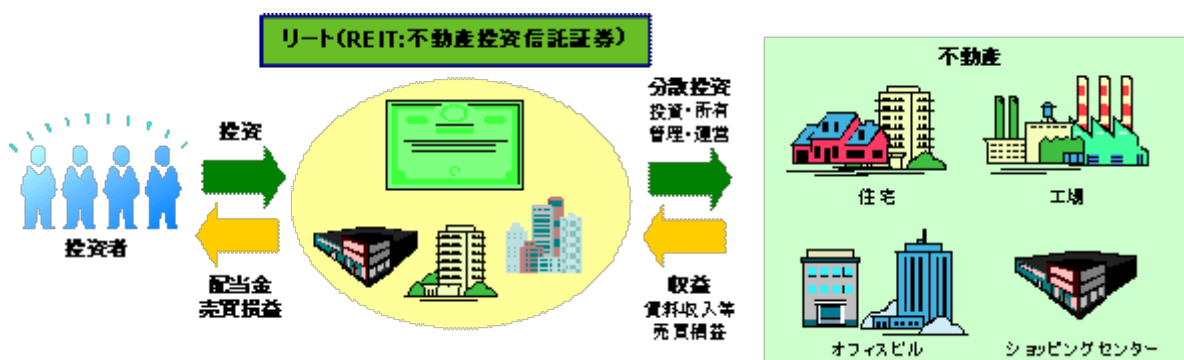 リート(REIT:不動産投資信託証券)
投資
投資者
配当金
売買損益
分散投資
投資・所有
管理・運営
収益
賃料収入等
売買損益
不動産
住宅
工場
オフィスビル
ショッピングセンター